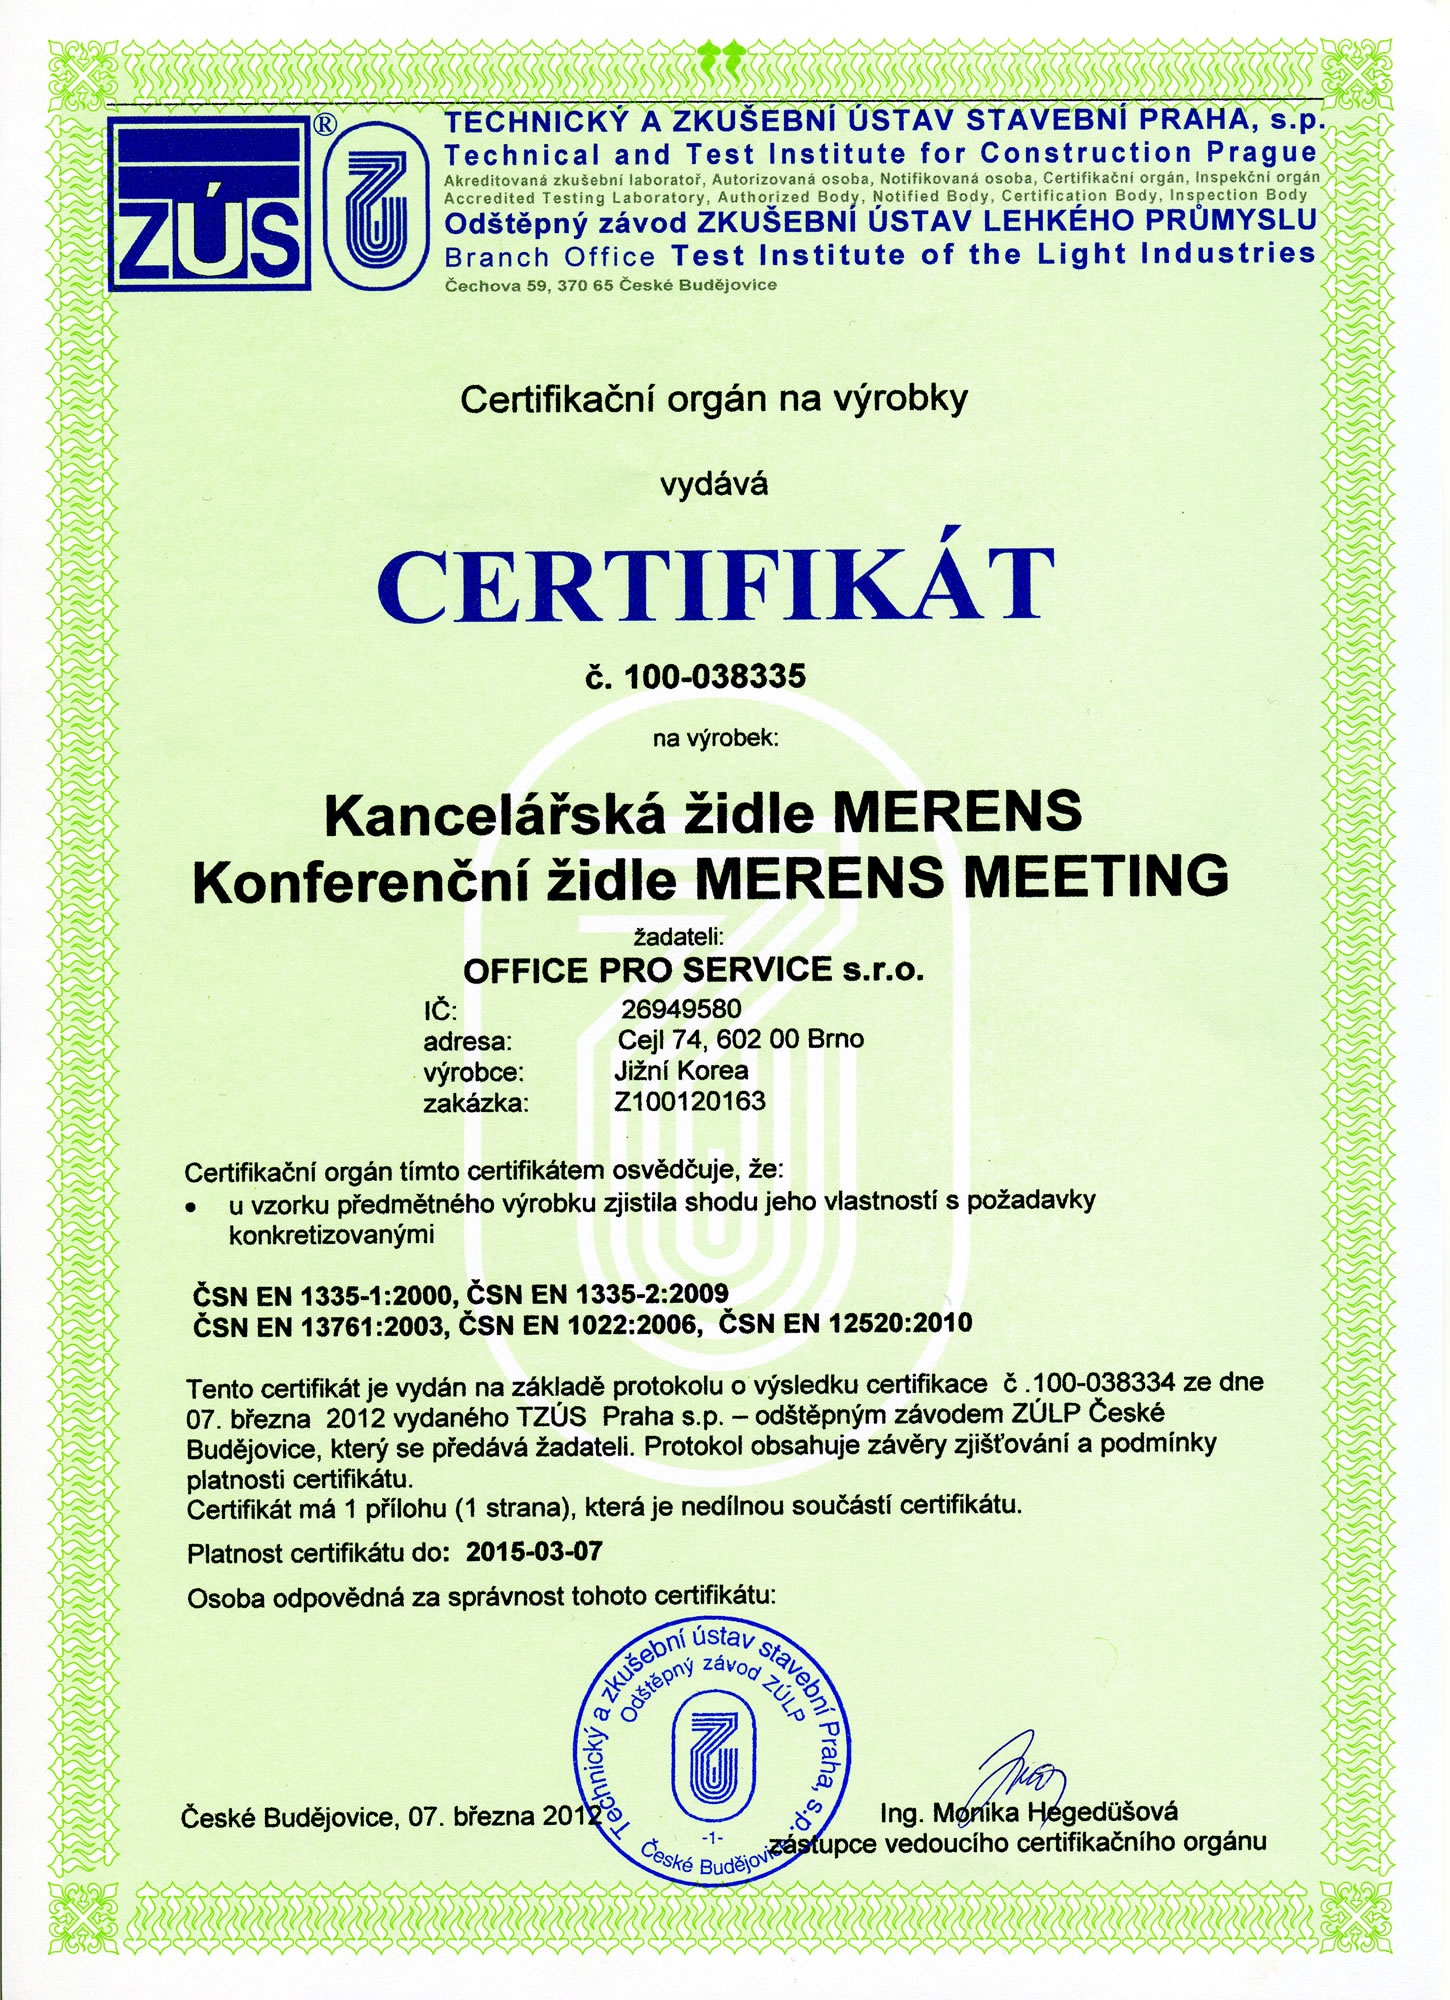 TZÚS ®
TECHNICKÝ A ZKUŠEBNÍ ÚSTAV STAVEBNÍ PRAHA, s.p.
Technical and Test Institute for Construction Prague
Akreditovaná zkušební laboratoř, Autorizovaná osoba, Notifikovaná osoba, Certifikační orgán, Inspekční orgán
Accredited Testing Laboratory, Authorized Body, Notified Body, Certification Body, Inspection Body
Odštěpný závod ZKUŠEBNÍ ÚSTAV LEHKÉHO PRŮMYSLU
Branch Office Test Institute of the Light Industries
Čechova 59, 370 65 České Budějovice
Certifikační orgán na výrobky
vydává
CERTIFIKÁT
č. 100-038335
na výrobek:
Kancelářská židle MERENS
Konferenční židle MERENS MEETING
žadateli:
OFFICE PRO SERVICE s.r.o.
IČ: 26949580
adresa: Cejl 74, 602 00 Brno
výrobce: Jižní Korea
zakázka: Z100120163
Certifikační orgán tímto certifikátem osvědčuje, že:
• u vzorku předmětného výrobku zjistila shodu jeho vlastností s požadavky
konkretizovanými
ČSN EN 1335-1:2000, ČSN EN 1335-2:2009
ČSN EN 13761:2003, ČSN EN 1022:2006, ČSN EN 12520:2010
Tento certifikát je vydán na základě protokolu o výsledku certifikace č .100-038334 ze dne
07. března 2012 vydaného TZÚS Praha s.p. – odštěpným závodem ZÚLP České
Budějovice, který se předává žadateli. Protokol obsahuje závěry zjišťování a podmínky
platnosti certifikátu.
Certifikát má 1 přílohu (1 strana), která je nedílnou součástí certifikátu.
Platnost certifikátu do: 2015-03-07
Osoba odpovědná za správnost tohoto certifikátu:
Technický a zkušební ústav stavební Praha, s.p.
Odštěpný závod ZÚLP
-1-
České Budějovice
České Budějovice, 07. března 2012
Ing. Monika Hegedüšová
zástupce vedoucího certifikačního orgánu